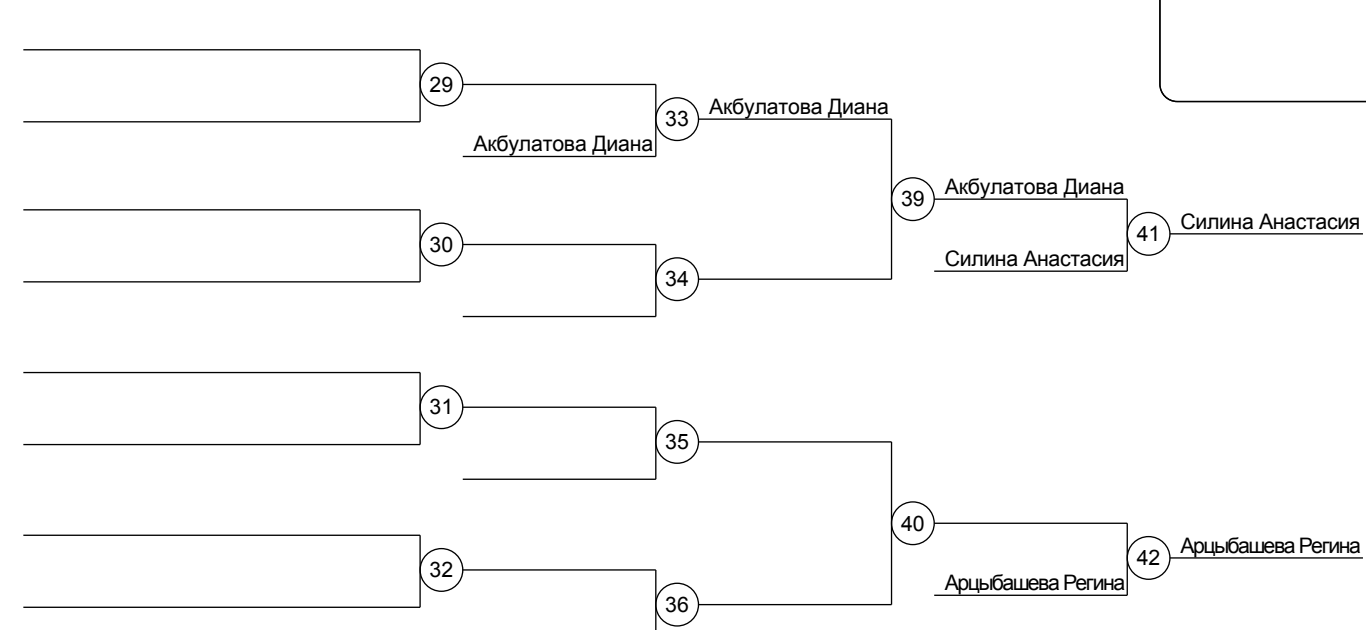 29
Акбулатова Диана
33
Акбулатова Диана
Акбулатова Диана
39
Силина Анастасия
41
30
Силина Анастасия
34
31
35
40
Арцыбашева Регина
42
32
Арцыбашева Регина
36